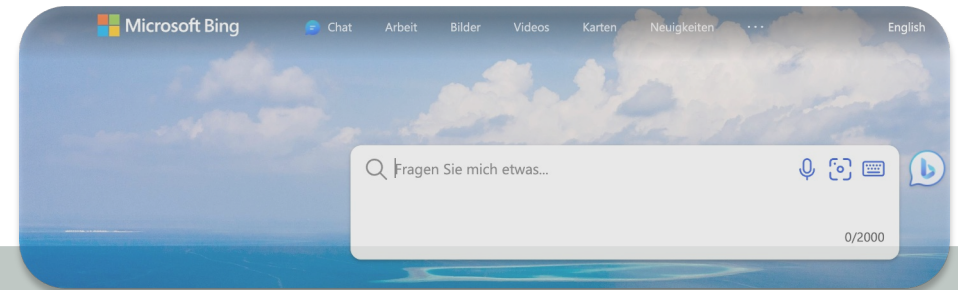 Microsoft Bing Chat Arbeit Bilder Videos Karten Neuigkeiten ... English
Fragen Sie mich etwas...
0/2000